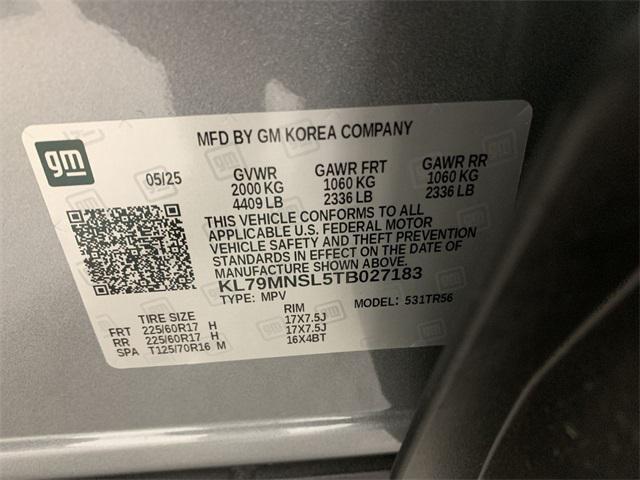 MFD BY GM KOREA COMPANY
gm
05/25 GVWR GAWR FRT GAWR RR
2000 KG 1060 KG 1060 KG
4409 LB 2336 LB 2336 LB
THIS VEHICLE CONFORMS TO ALL
APPLICABLE U.S. FEDERAL MOTOR
VEHICLE SAFETY AND THEFT PREVENTION
STANDARDS IN EFFECT ON THE DATE OF
MANUFACTURE SHOWN ABOVE.
KL79MNSL5TB027183
TYPE: MPV MODEL: 531TR56
TIRE SIZE RIM
FRT 225/60R17 H 17X7.5J
RR 225/60R17 H 17X7.5J
SPA T125/70R16 M 16X4BT